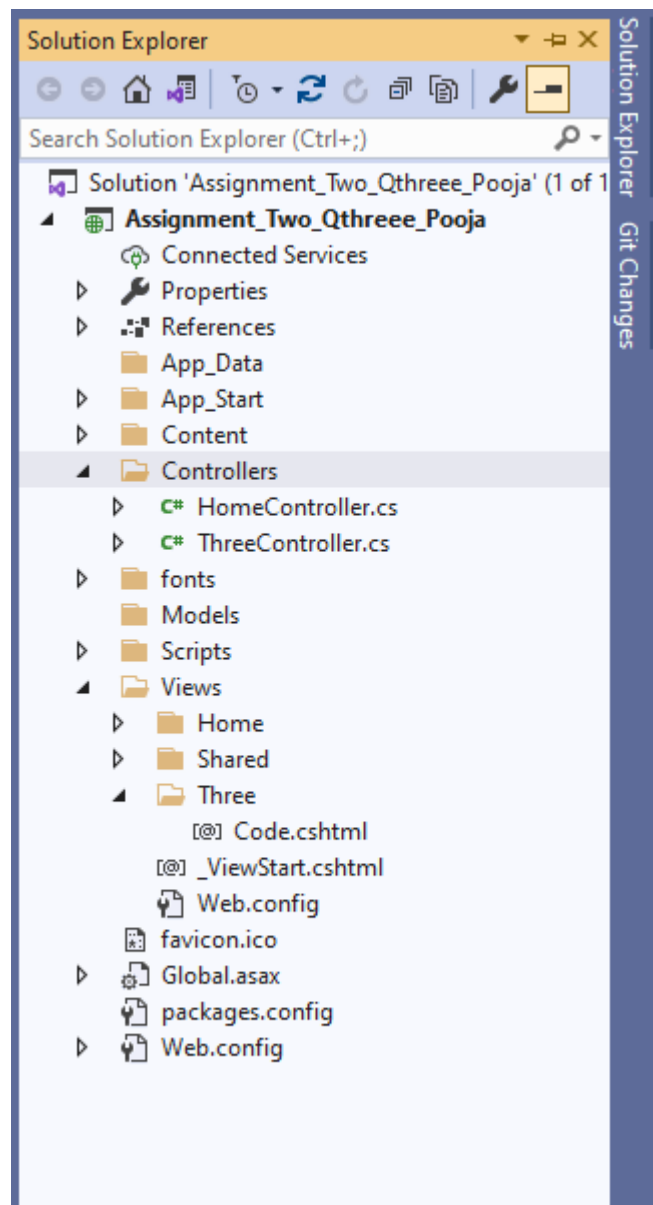 Solution Explorer
Search Solution Explorer (Ctrl+;)
Solution 'Assignment_Two_Qthreee_Pooja' (1 of 1
Assignment_Two_Qthreee_Pooja
Connected Services
Properties
References
App_Data
App_Start
Content
Controllers
C# HomeController.cs
C# ThreeController.cs
fonts
Models
Scripts
Views
Home
Shared
Three
[@] Code.cshtml
[@] _ViewStart.cshtml
Web.config
favicon.ico
Global.asax
packages.config
Web.config
Solution Explorer
Git Changes